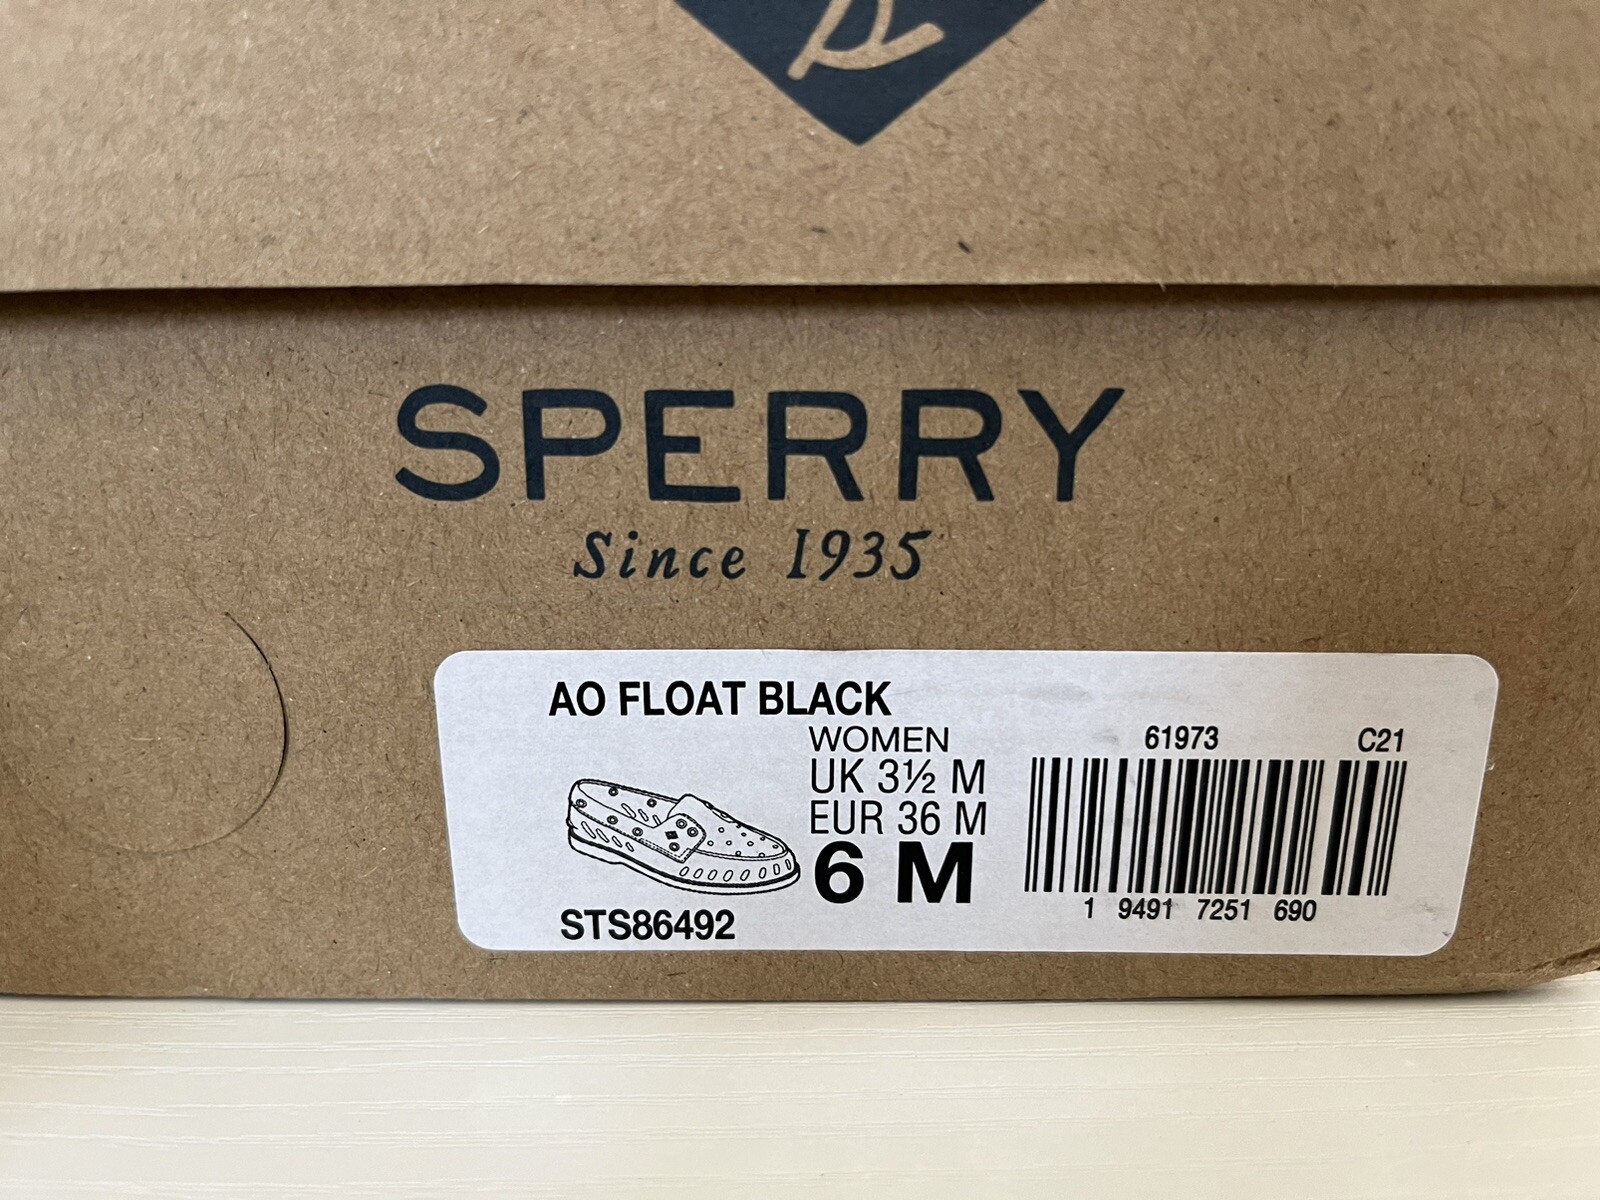 SPERRY
Since 1935
AO FLOAT BLACK
WOMEN
UK 3½ M
EUR 36 M
6 M
STS86492
61973 C21
1 9491 7251 690